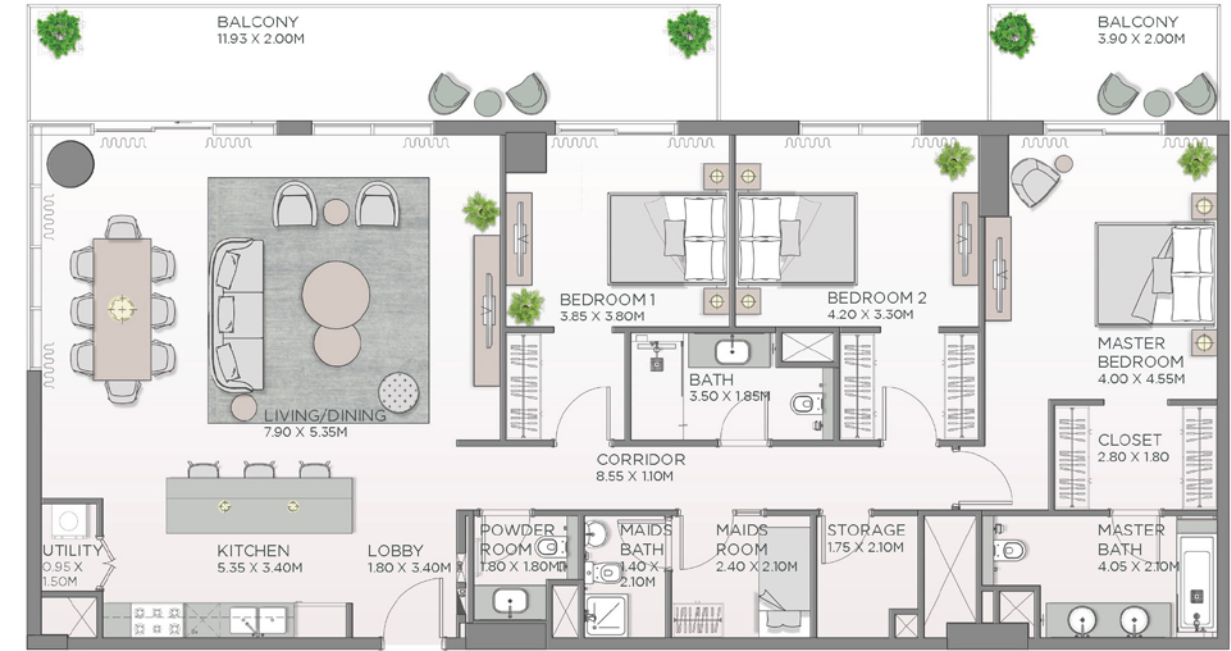 BALCONY
11.93 X 2.00M
BALCONY
3.90 X 2.00M
BEDROOM 1
3.85 X 3.80M
BEDROOM 2
4.20 X 3.30M
MASTER
BEDROOM
4.00 X 4.55M
BATH
3.50 X 1.85M
LIVING/DINING
7.90 X 5.35M
CLOSET
2.80 X 1.80
CORRIDOR
8.55 X 1.10M
UTILITY
0.95 X
1.50M
KITCHEN
5.35 X 3.40M
LOBBY
1.80 X 3.40M
POWDER
ROOM
1.80 X 1.80M
MAIDS
BATH
1.40 X
2.10M
MAIDS
ROOM
2.40 X 2.10M
STORAGE
1.75 X 2.10M
MASTER
BATH
4.05 X 2.10M